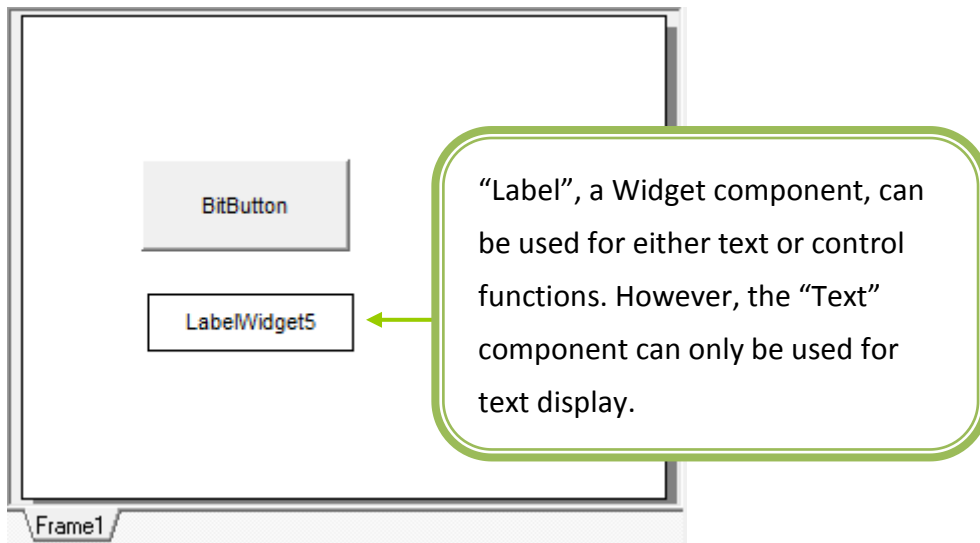 BitButton
LabelWidget5
“Label”, a Widget component, can
be used for either text or control
functions. However, the “Text”
component can only be used for
text display.
Frame1